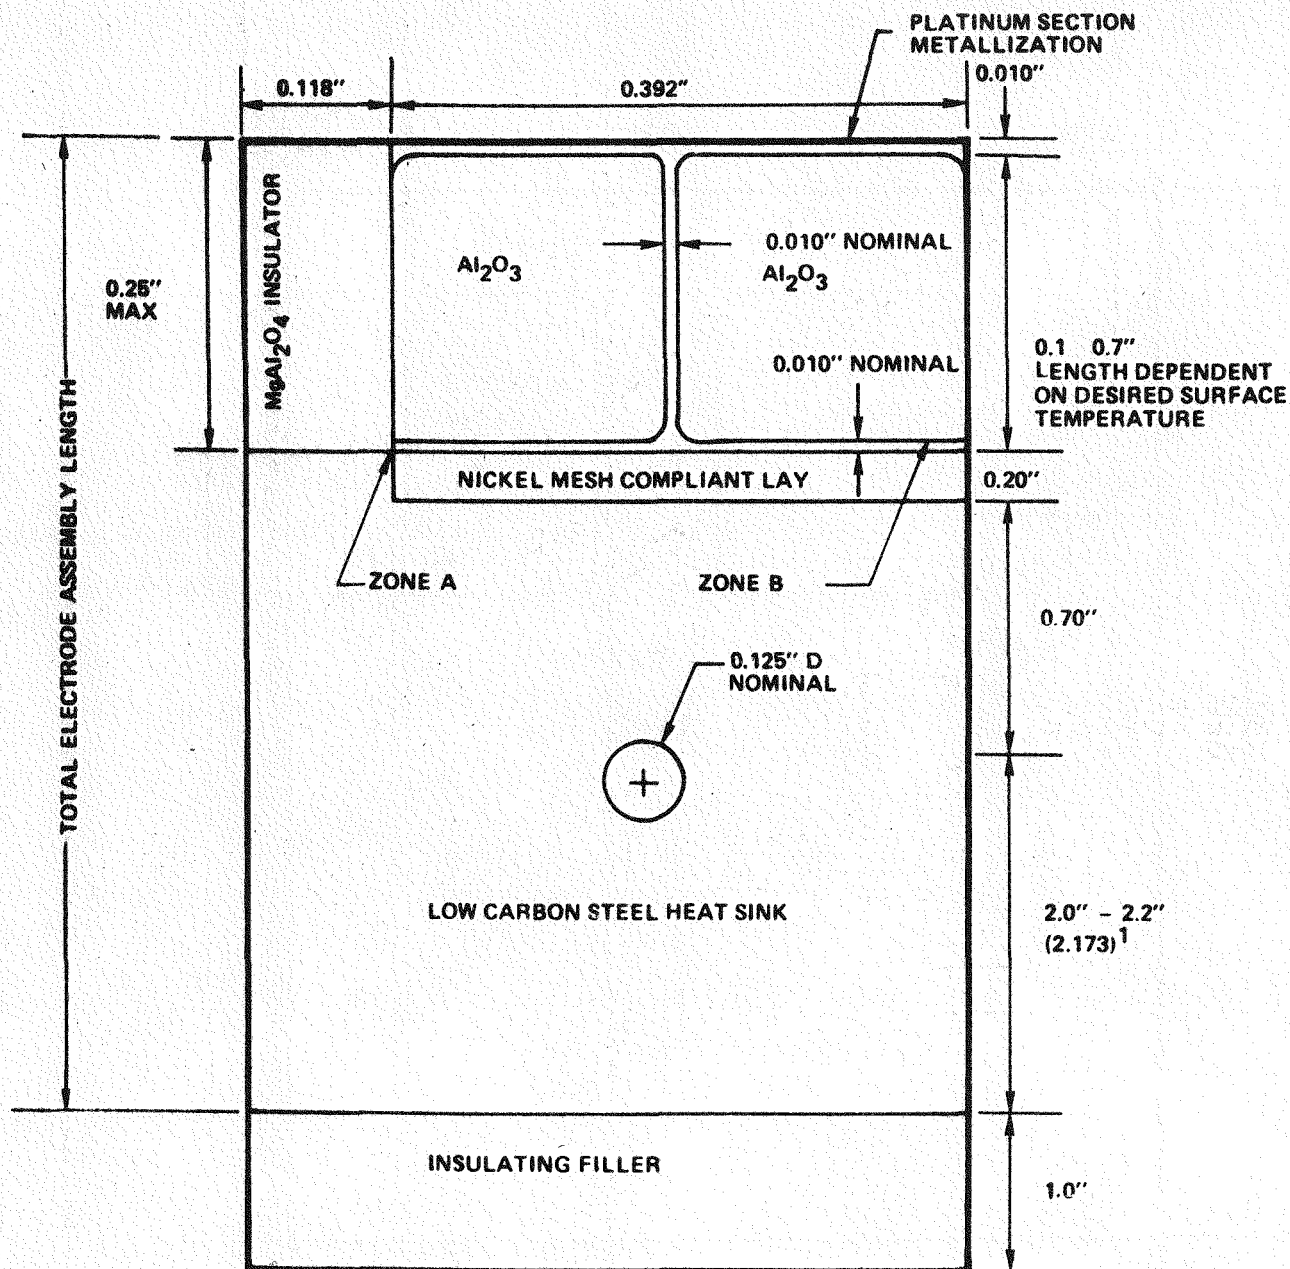 PLATINUM SECTION
METALLIZATION
0.010"
0.118"
0.392"
MgAl2O4 INSULATOR
0.25"
MAX
Al2O3
0.010" NOMINAL
Al2O3
0.010" NOMINAL
0.1 0.7"
LENGTH DEPENDENT
ON DESIRED SURFACE
TEMPERATURE
NICKEL MESH COMPLIANT LAY
0.20"
ZONE A
ZONE B
0.70"
0.125" D
NOMINAL
TOTAL ELECTRODE ASSEMBLY LENGTH
LOW CARBON STEEL HEAT SINK
2.0" – 2.2"
(2.173)1
INSULATING FILLER
1.0"